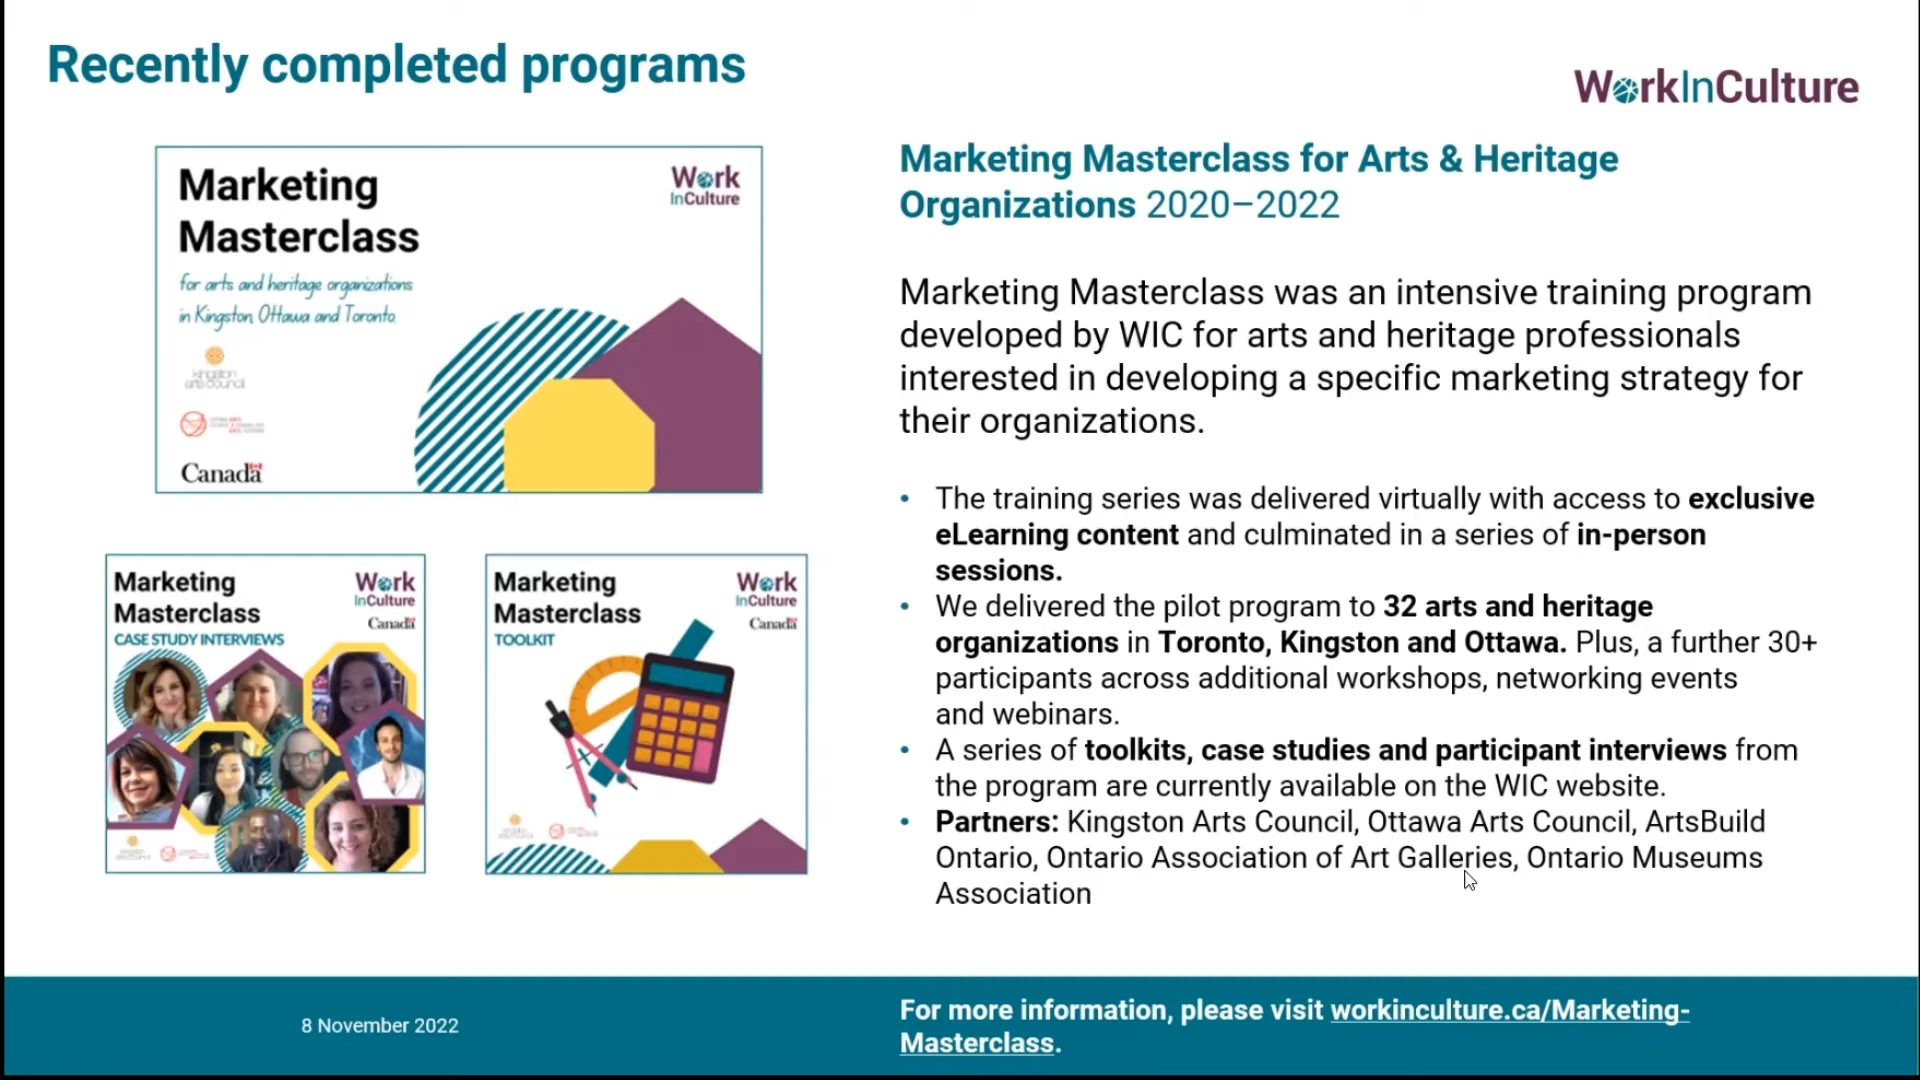 Recently completed programs
WorkInCulture
Marketing
Masterclass
for arts and heritage organizations
in Kingston, Ottawa and Toronto
Work
InCulture
kingston
arts council
Canada
Marketing
Masterclass
CASE STUDY INTERVIEWS
Work
InCulture
Canada
Marketing
Masterclass
TOOLKIT
Work
InCulture
Canada
Marketing Masterclass for Arts & Heritage
Organizations 2020–2022
Marketing Masterclass was an intensive training program
developed by WIC for arts and heritage professionals
interested in developing a specific marketing strategy for
their organizations.
• The training series was delivered virtually with access to exclusive
eLearning content and culminated in a series of in-person
sessions.
• We delivered the pilot program to 32 arts and heritage
organizations in Toronto, Kingston and Ottawa. Plus, a further 30+
participants across additional workshops, networking events
and webinars.
• A series of toolkits, case studies and participant interviews from
the program are currently available on the WIC website.
• Partners: Kingston Arts Council, Ottawa Arts Council, ArtsBuild
Ontario, Ontario Association of Art Galleries, Ontario Museums
Association
8 November 2022
For more information, please visit workinculture.ca/Marketing-
Masterclass.